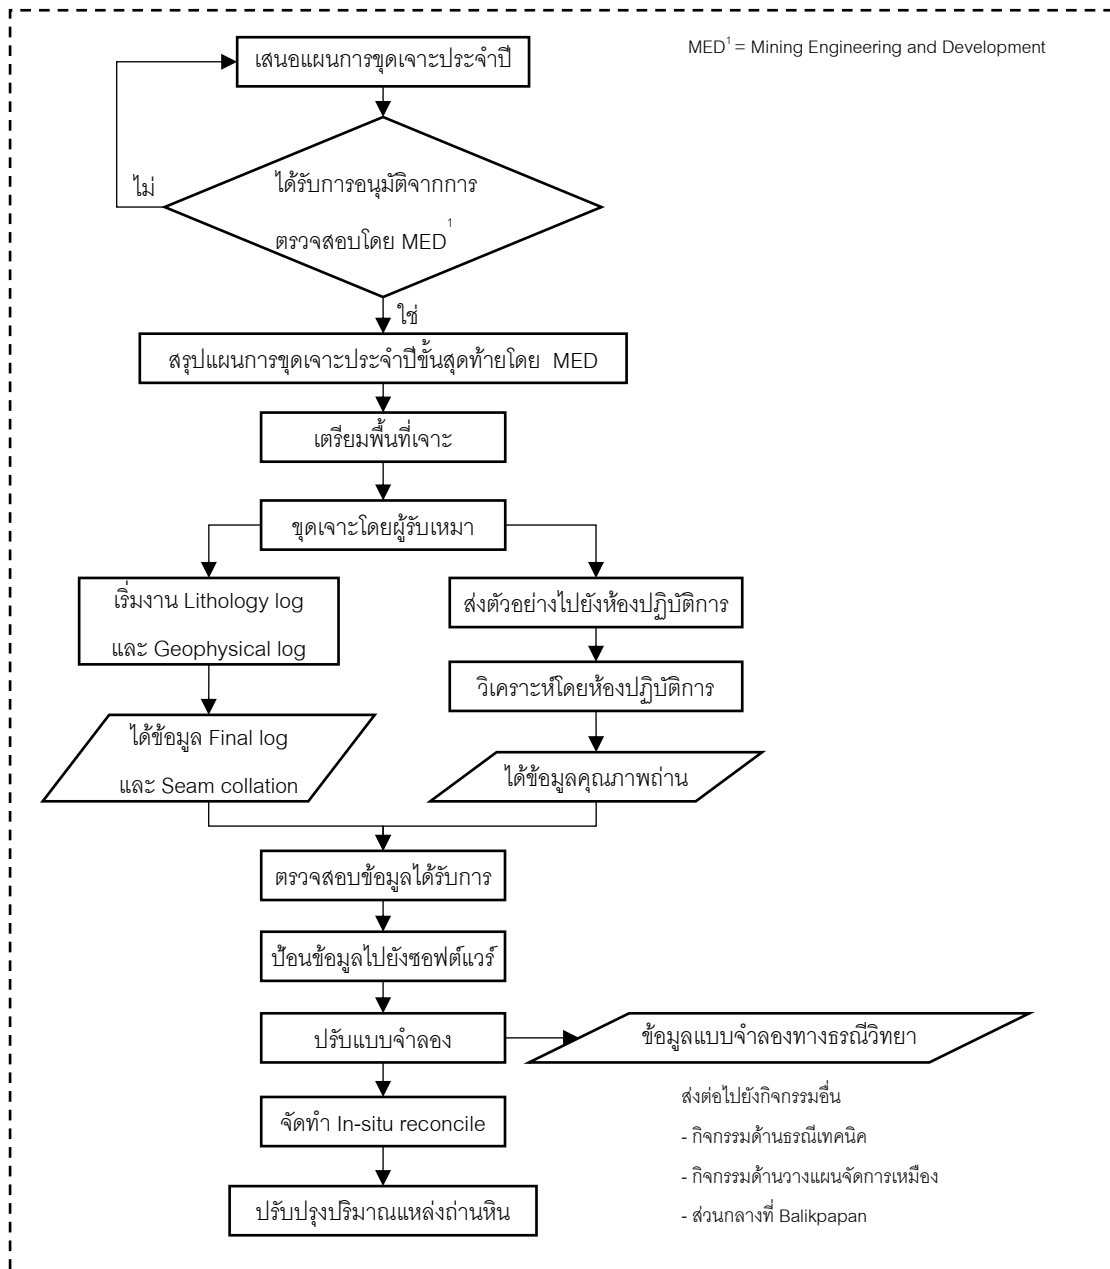 เสนอแผนการขุดเจาะประจำปี
MED¹ = Mining Engineering and Development
ไม่
ได้รับการอนุมัติจากการ
ตรวจสอบโดย MED¹
ใช่
สรุปแผนการขุดเจาะประจำปีขั้นสุดท้ายโดย MED
เตรียมพื้นที่เจาะ
ขุดเจาะโดยผู้รับเหมา
เริ่มงาน Lithology log
และ Geophysical log
ส่งตัวอย่างไปยังห้องปฏิบัติการ
วิเคราะห์โดยห้องปฏิบัติการ
ได้ข้อมูล Final log
และ Seam collation
ได้ข้อมูลคุณภาพถ่าน
ตรวจสอบข้อมูลได้รับการ
ป้อนข้อมูลไปยังซอฟต์แวร์
ปรับแบบจำลอง
ข้อมูลแบบจำลองทางธรณีวิทยา
ส่งต่อไปยังกิจกรรมอื่น
- กิจกรรมด้านธรณีเทคนิค
- กิจกรรมด้านวางแผนจัดการเหมือง
- ส่วนกลางที่ Balikpapan
จัดทำ In-situ reconcile
ปรับปรุงปริมาณแหล่งถ่านหิน